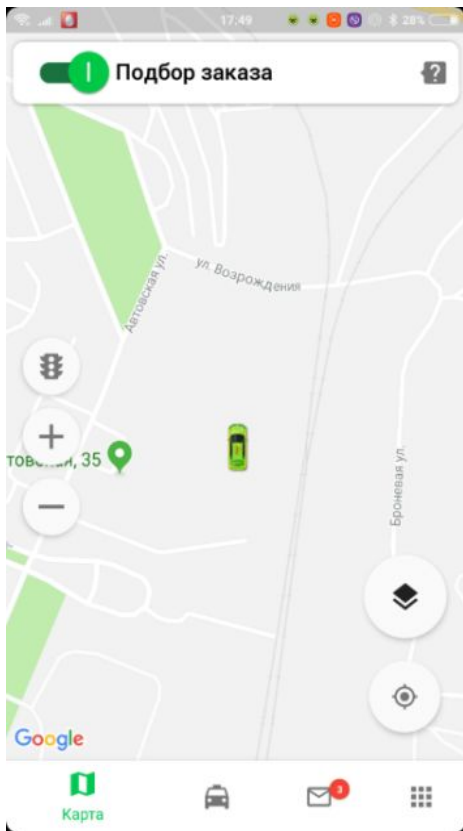 17:49
28%
Подбор заказа
?
ул. Возрождения
Автовская ул.
35
Броневая ул.
Google
3
Карта